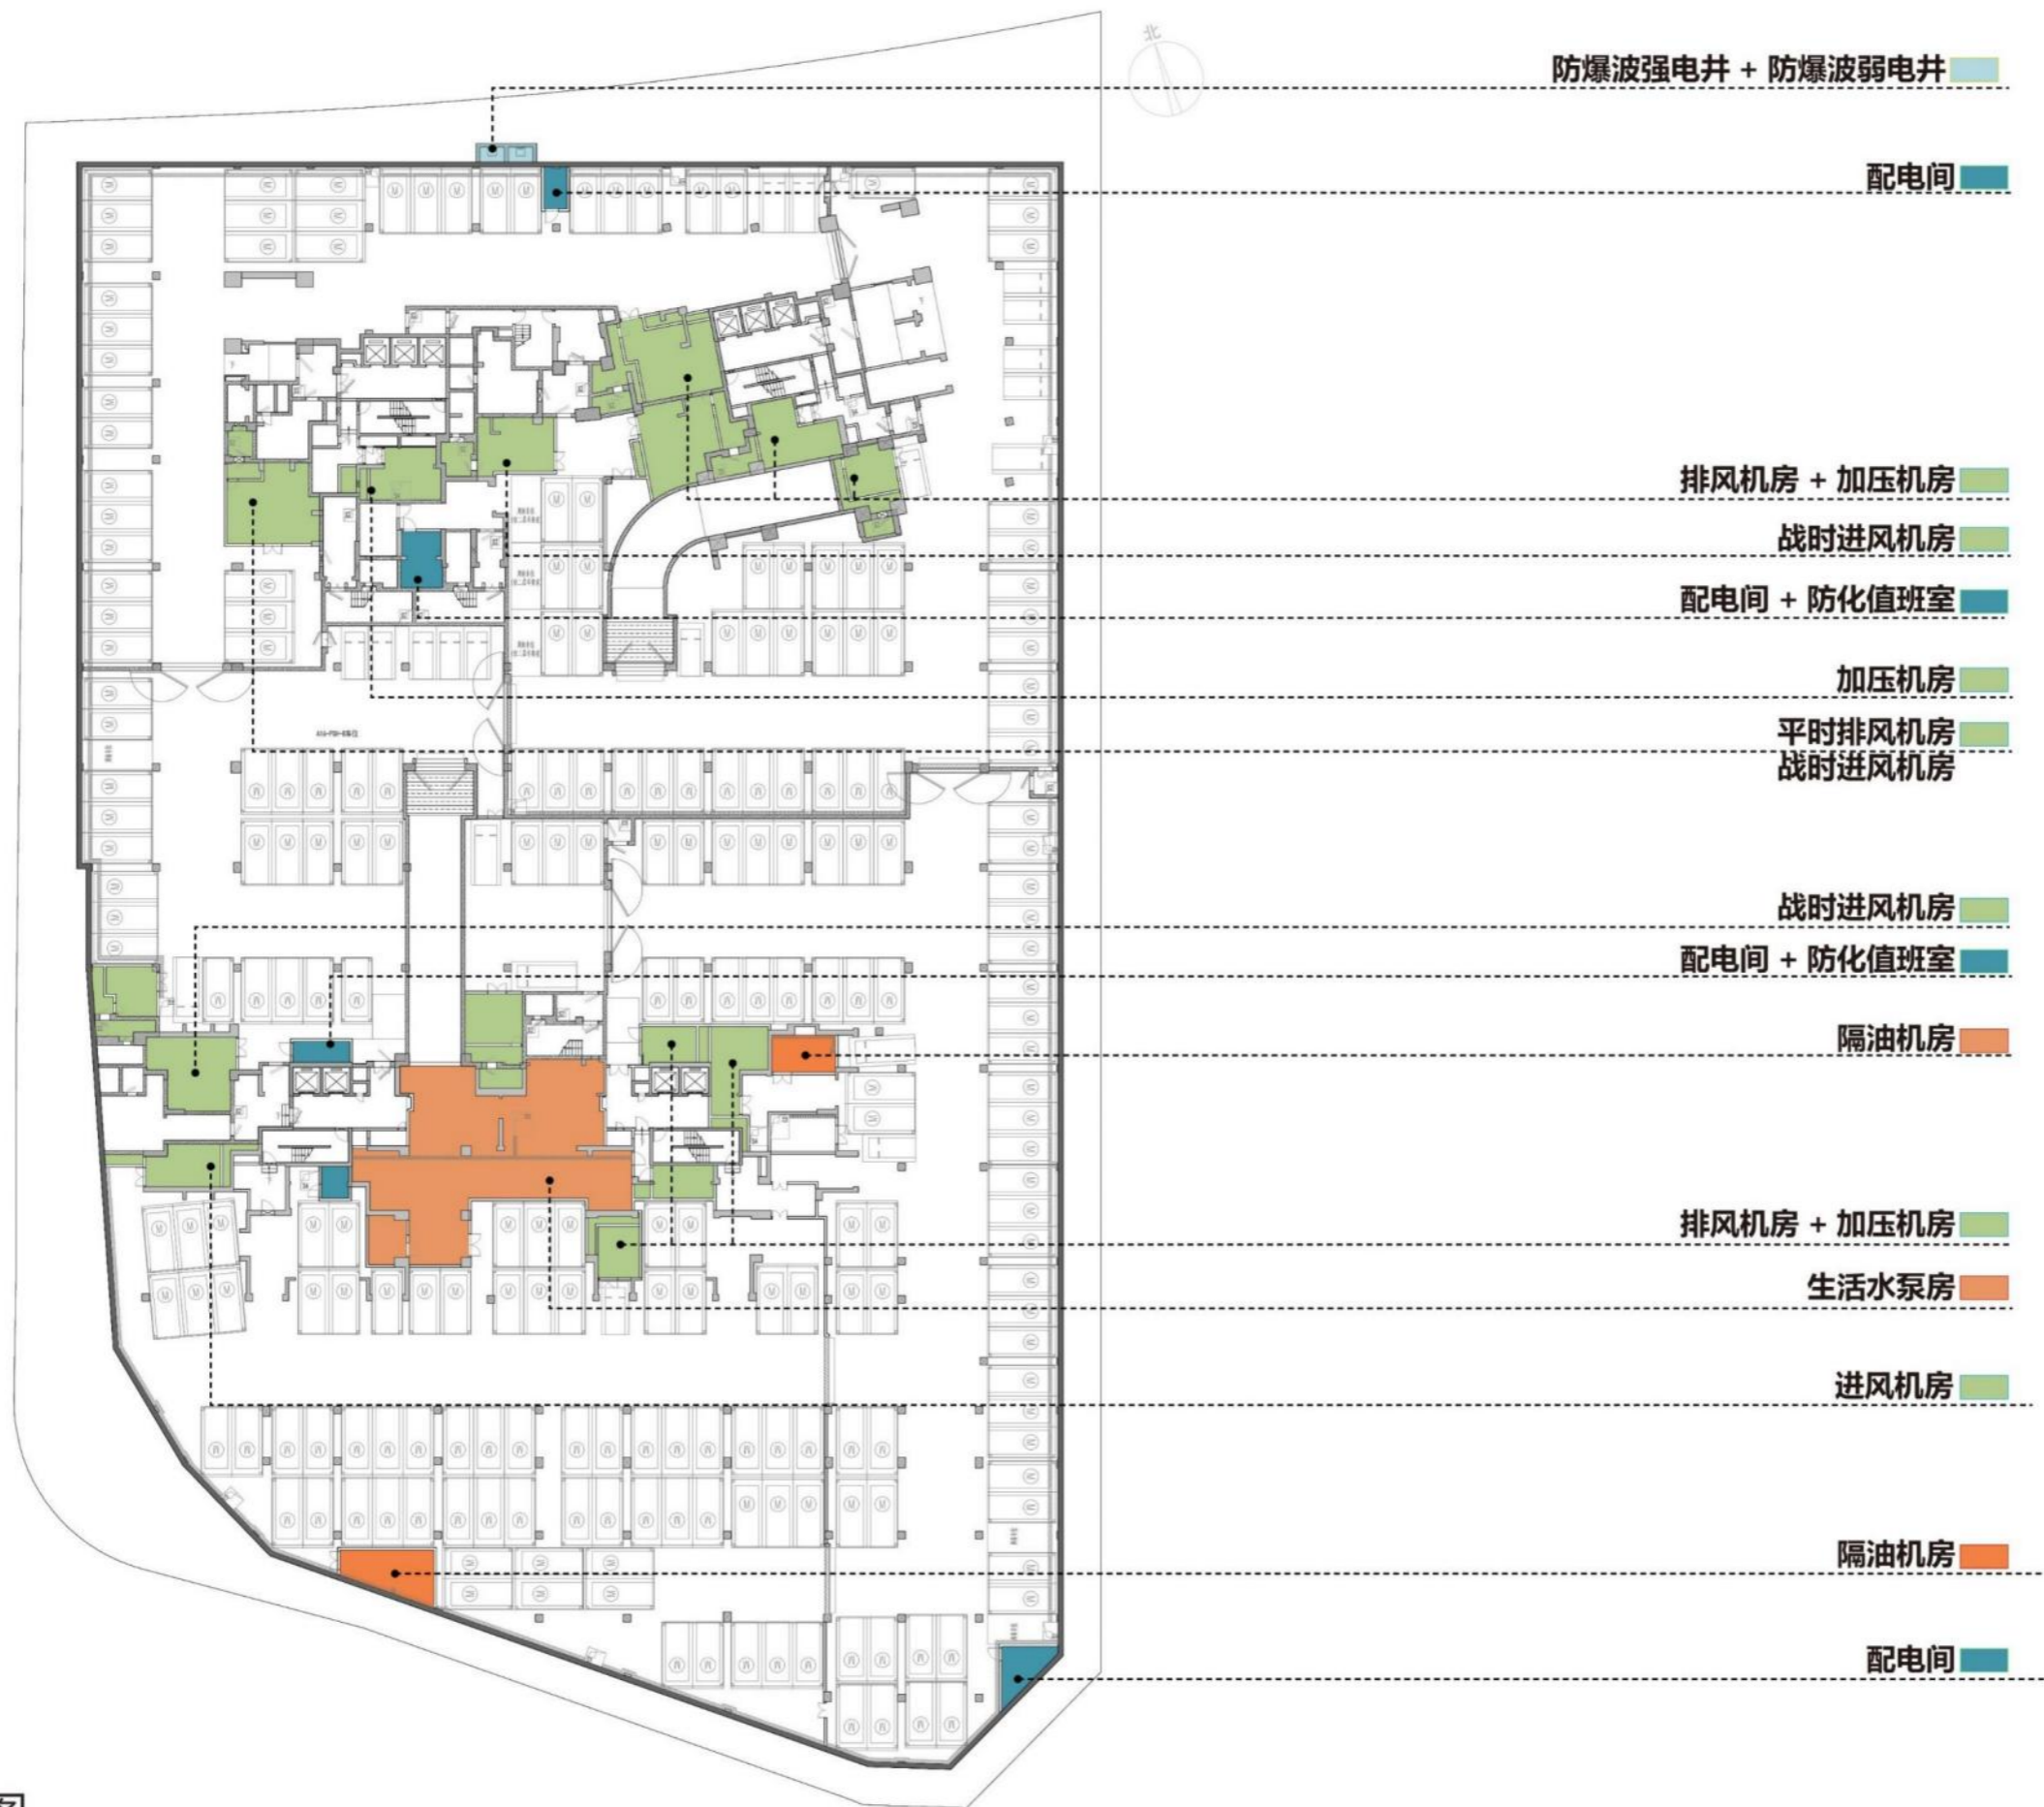 北
防爆波强电井 + 防爆波弱电井
配电间
排风机房 + 加压机房
战时进风机房
配电间 + 防化值班室
加压机房
平时排风机房
战时进风机房
战时进风机房
配电间 + 防化值班室
隔油机房
排风机房 + 加压机房
生活水泵房
进风机房
隔油机房
配电间